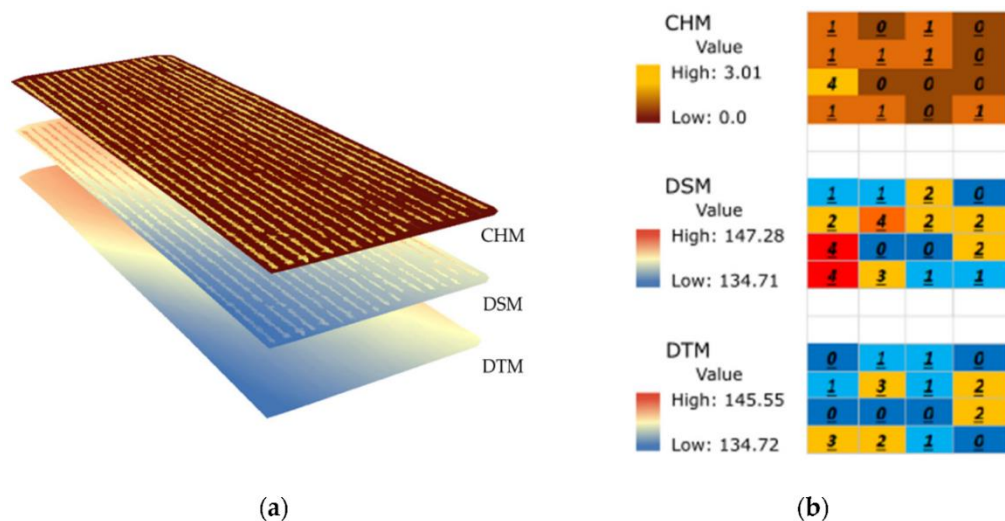 CHM
DSM
DTM
(a)
CHM
Value
High: 3.01
Low: 0.0
1 0 1 0
1 1 1 0
4 0 0 0
1 1 0 1
DSM
Value
High: 147.28
Low: 134.71
1 1 2 0
2 4 2 2
4 0 0 2
4 3 1 1
DTM
Value
High: 145.55
Low: 134.72
0 1 1 0
1 3 1 2
0 0 0 2
3 2 1 0
(b)